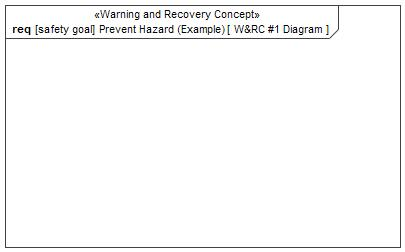 «Warning and Recovery Concept»
req [safety goal] Prevent Hazard (Example) [ W&RC #1 Diagram ]